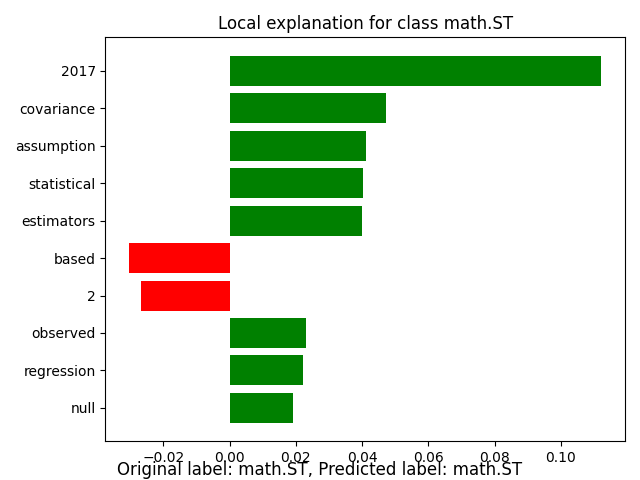 Local explanation for class math.ST
2017
covariance
assumption
statistical
estimators
based
2
observed
regression
null
−0.02 0.00 0.02 0.04 0.06 0.08 0.10
Original label: math.ST, Predicted label: math.ST